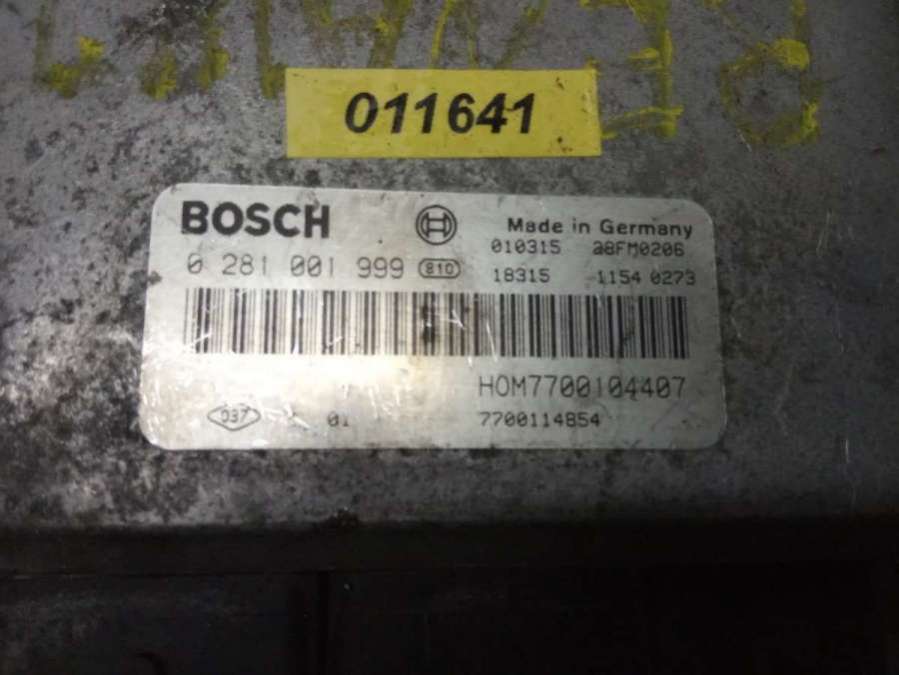 011641
BOSCH
Made in Germany
010315 28FM0206
0 281 001 999 810
18315 1154 0273
HOM7700104407
037 01
7700114854